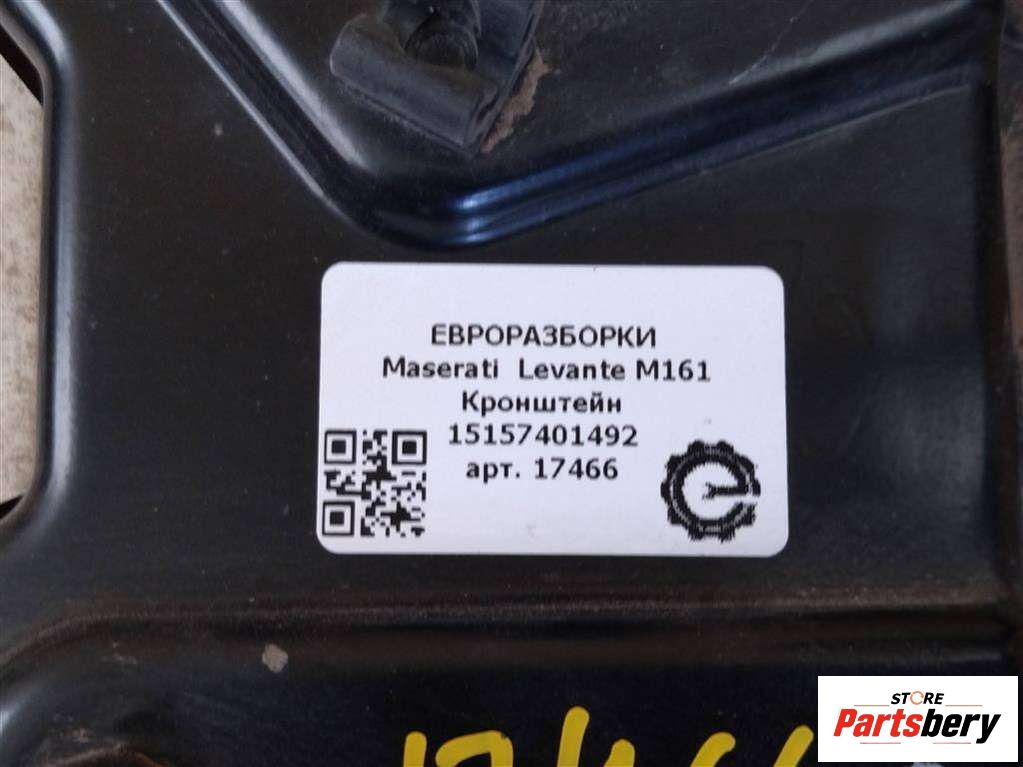 ЕВРОРАЗБОРКИ
Maserati Levante M161
Кронштейн
15157401492
арт. 17466
STORE
Partsbery